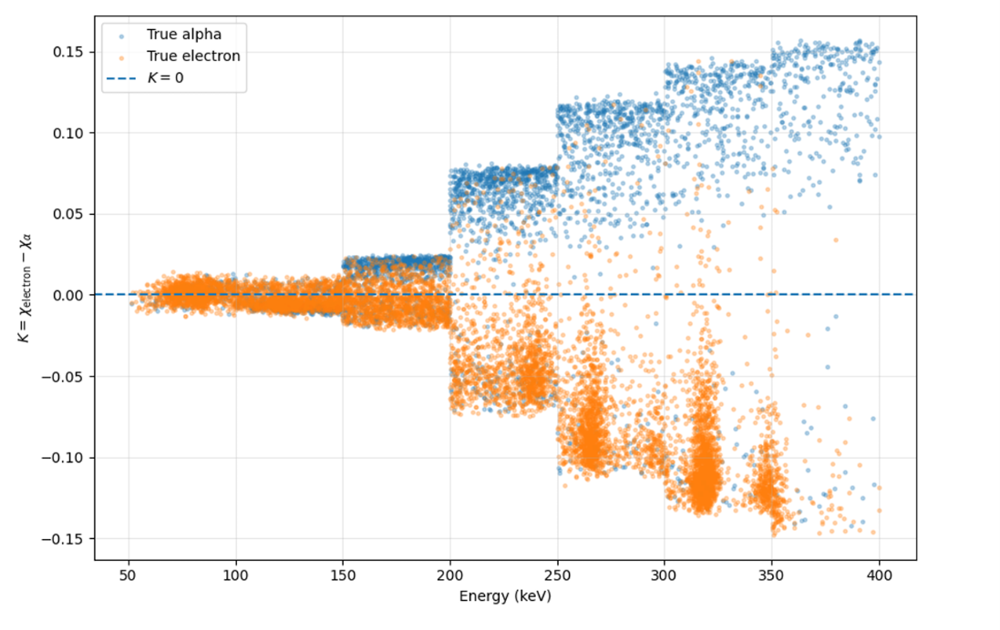 True alpha
True electron
K = 0
0.15
0.10
0.05
0.00
−0.05
−0.10
−0.15
K = χelectron − χα
50 100 150 200 250 300 350 400
Energy (keV)